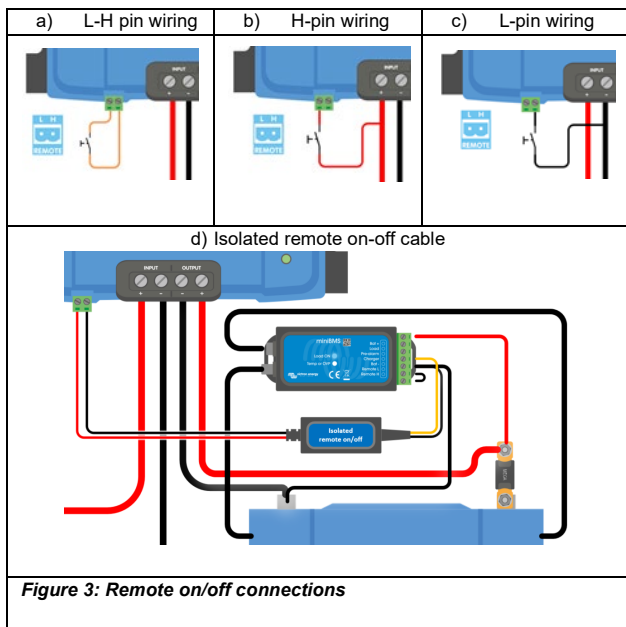 a) L-H pin wiring
b) H-pin wiring
c) L-pin wiring
INPUT
+ -
L H
REMOTE
INPUT
+ -
L H
REMOTE
INPUT
+ -
L H
REMOTE
d) Isolated remote on-off cable
INPUT OUTPUT
+ - - +
miniBMS
Load ON
Temp or OVP
victron energy
CE
Bat +
Load
Pre-alarm
Charger
Bat -
Remote L
Remote H
Isolated
remote on/off
Figure 3: Remote on/off connections